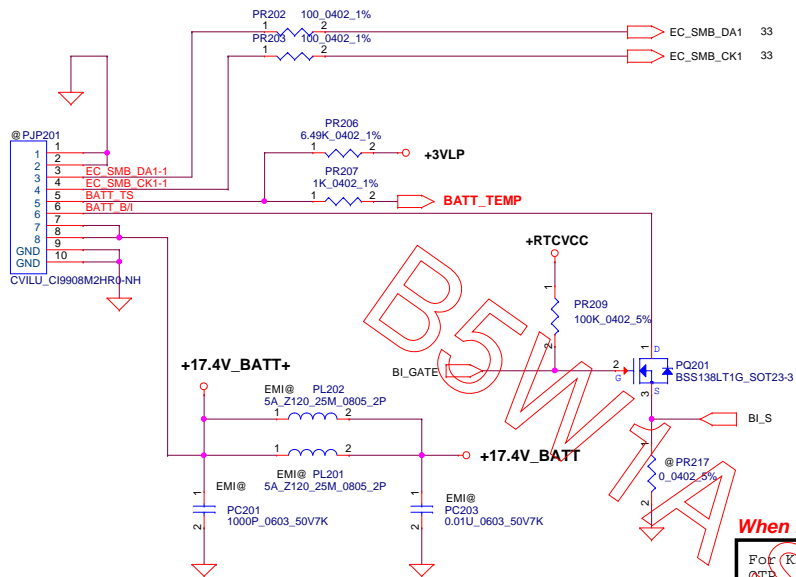 PR202 100_0402_1%
1 2
EC_SMB_DA1 33
PR203 100_0402_1%
1 2
EC_SMB_CK1 33
@PJP201
1 1
2 2
3 3 EC_SMB_DA1-1
4 4 EC_SMB_CK1-1
5 5 BATT_TS
6 6 BATT_B/I
7 7
8 8
GND 9
GND 10
CVILU_CI9908M2HR0-NH
PR206
6.49K_0402_1%
1 2
+3VLP
PR207
1K_0402_1%
1 2
BATT_TEMP
+RTCVCC
1
PR209
100K_0402_5%
2
BI_GATE
2 G
1 D
PQ201
BSS138LT1G_SOT23-3
3 S
BI_S
1
@PR217
0_0402_5%
2
+17.4V_BATT+
EMI@ PL202
5A_Z120_25M_0805_2P
1 2
+17.4V_BATT
1 2
EMI@ PL201
5A_Z120_25M_0805_2P
EMI@
1
PC201
1000P_0603_50V7K
2
EMI@
1
PC203
0.01U_0603_50V7K
2
B5W1A
When
For K